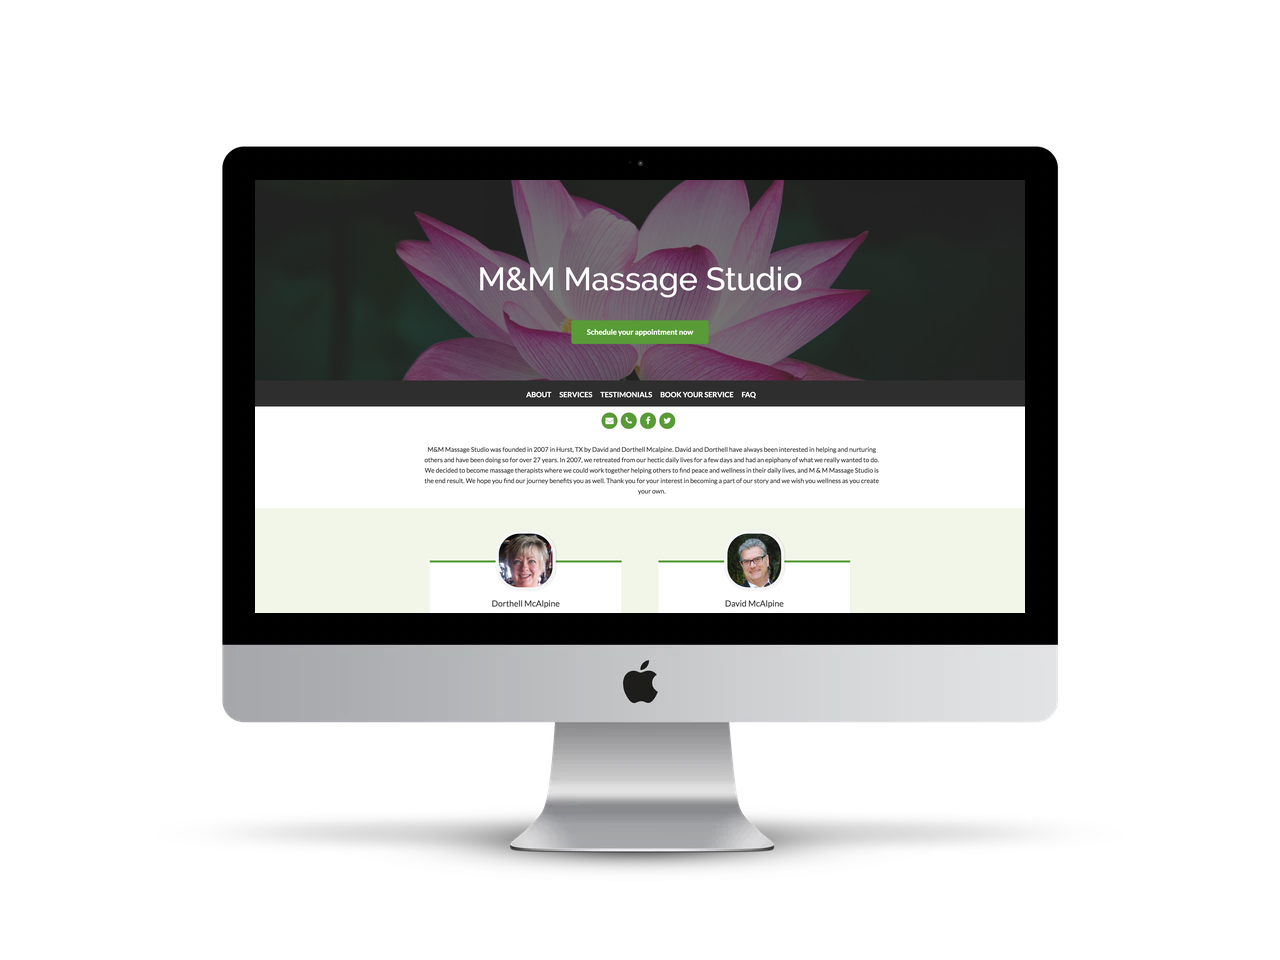 M&M Massage Studio
Schedule your appointment now
ABOUT SERVICES TESTIMONIALS BOOK YOUR SERVICE FAQ
M&M Massage Studio was founded in 2007 in Hurst, TX by David and Dorthell Mcalpine. David and Dorthell have always been interested in helping and nurturing
others and have been doing so for over 27 years. In 2007, we retreated from our hectic daily lives for a few days and had an epiphany of what we really wanted to do.
We decided to become massage therapists where we could work together helping others to find peace and wellness in their daily lives, and M & M Massage Studio is
the end result. We hope you find our journey benefits you as well. Thank you for your interest in becoming a part of our story and we wish you wellness as you create
your own.
Dorthell McAlpine
David McAlpine